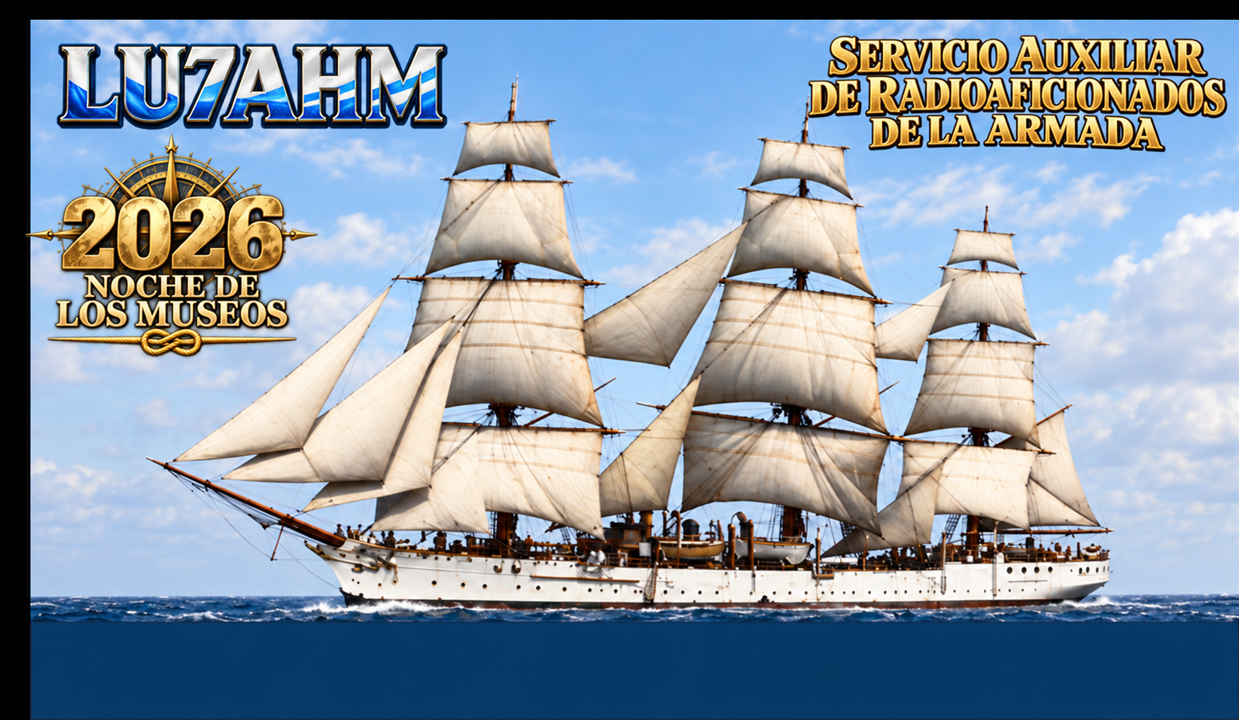 LU7AHM
SERVICIO AUXILIAR
DE RADIOAFICIONADOS
DE LA ARMADA
2026
NOCHE DE
LOS MUSEOS